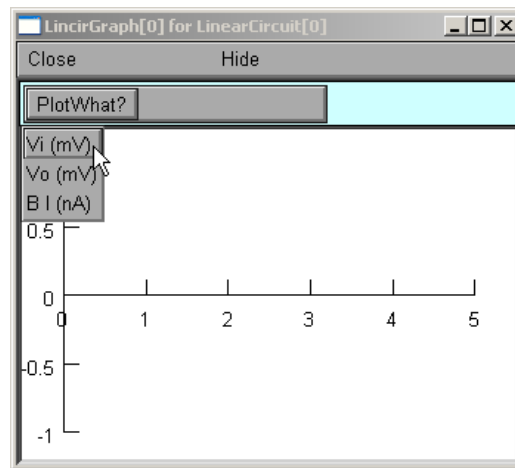 LincirGraph[0] for LinearCircuit[0]
Close Hide
PlotWhat?
Vi (mV)
Vo (mV)
B I (nA)
0.5
0
0 1 2 3 4 5
-0.5
-1